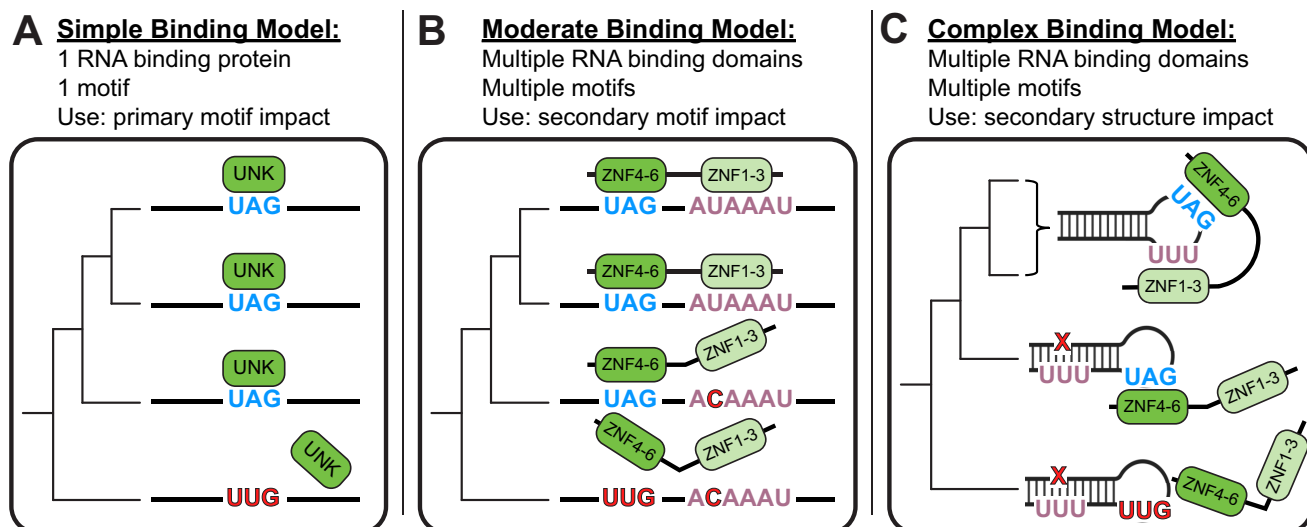 A Simple Binding Model:
1 RNA binding protein
1 motif
Use: primary motif impact
UNK
UAG
UNK
UAG
UNK
UAG
UNK
UUG
B Moderate Binding Model:
Multiple RNA binding domains
Multiple motifs
Use: secondary motif impact
ZNF4-6 ZNF1-3
UAG AUAAAU
ZNF4-6 ZNF1-3
UAG AUAAAU
ZNF4-6 ZNF1-3
UAG ACAAAU
ZNF4-6 ZNF1-3
UUG ACAAAU
C Complex Binding Model:
Multiple RNA binding domains
Multiple motifs
Use: secondary structure impact
ZNF4-6
UAG
UUU
ZNF1-3
X
UUU UAG
ZNF4-6 ZNF1-3
X
UUU UUG
ZNF4-6 ZNF1-3